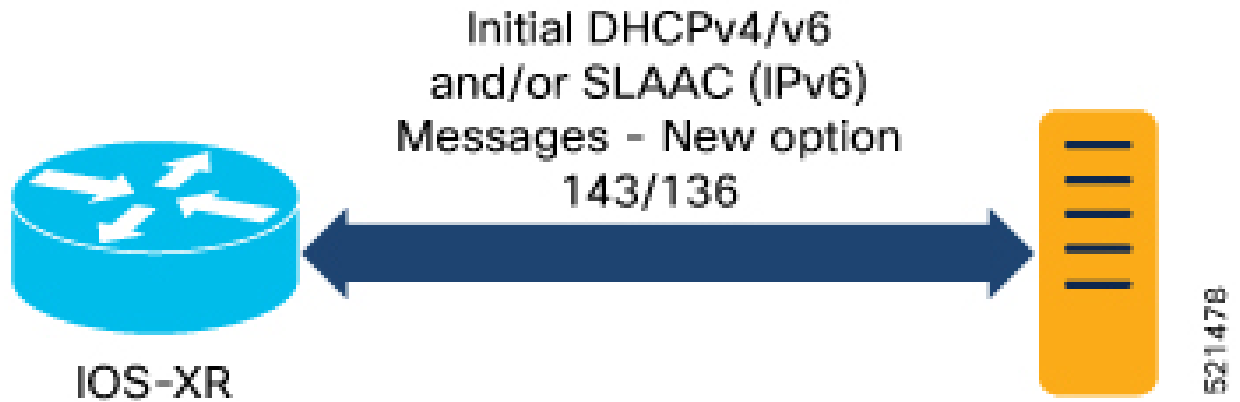 Initial DHCPv4/v6
and/or SLAAC (IPv6)
Messages - New option
143/136
IOS-XR
521478